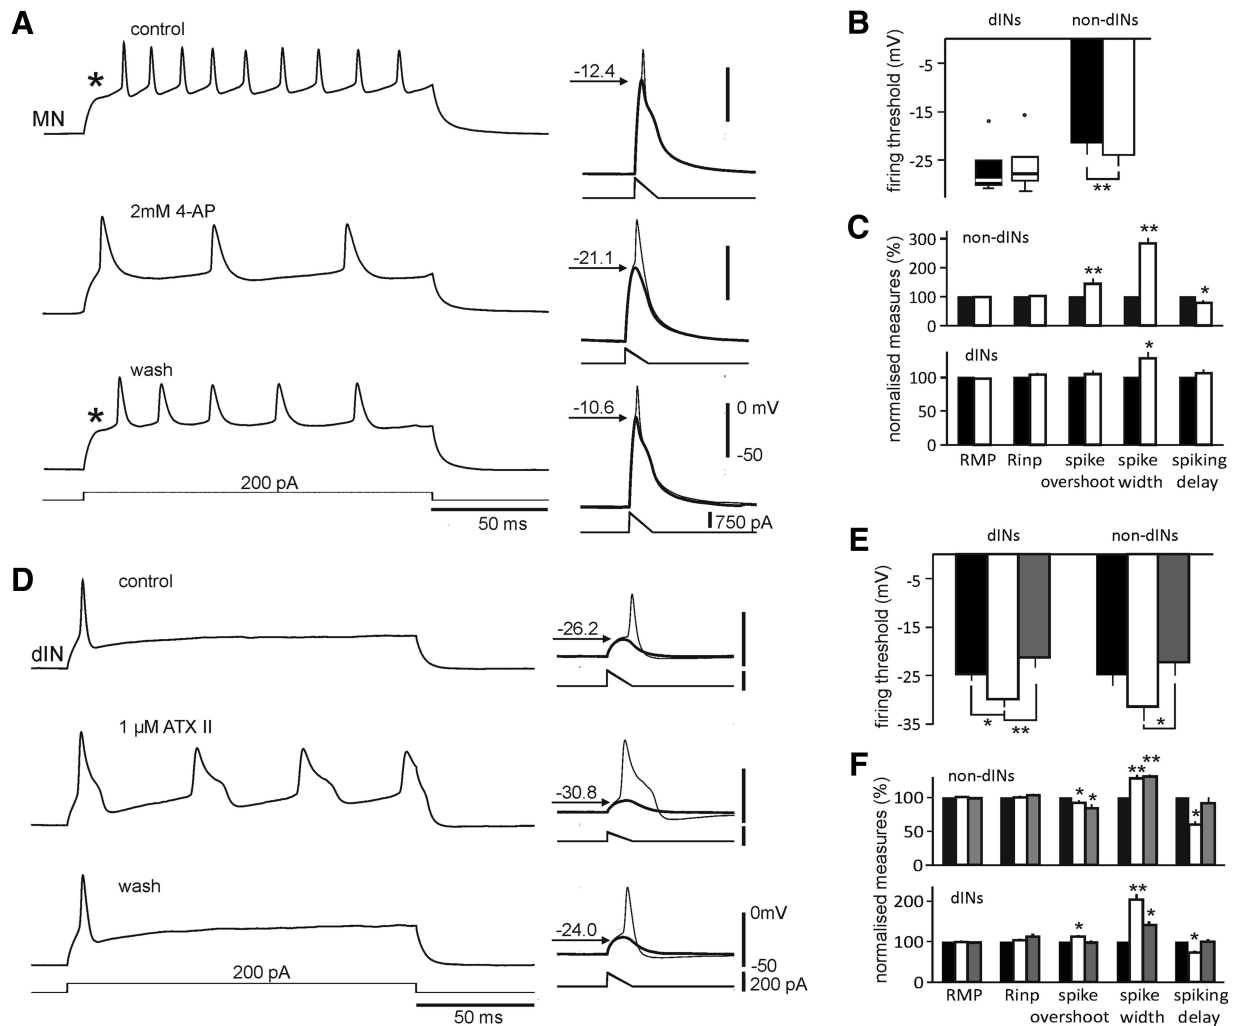 A
control
*
MN
-12.4
2mM 4-AP
-21.1
wash
*
-10.6
0 mV
-50
200 pA
50 ms
750 pA
B
dINs
non-dINs
firing threshold (mV)
-5
-15
-25
**
C
normalised measures (%)
non-dINs
300
200
100
0
**
**
*
dINs
100
50
0
*
RMP
Rinp
spike overshoot
spike width
spiking delay
D
control
dIN
-26.2
1 µM ATX II
-30.8
wash
-24.0
0mV
-50
200 pA
200 pA
50 ms
E
dINs
non-dINs
firing threshold (mV)
-5
-15
-25
-35
*
**
*
F
normalised measures (%)
non-dINs
100
50
0
*
*
**
**
*
dINs
200
100
0
*
**
*
*
RMP
Rinp
spike overshoot
spike width
spiking delay